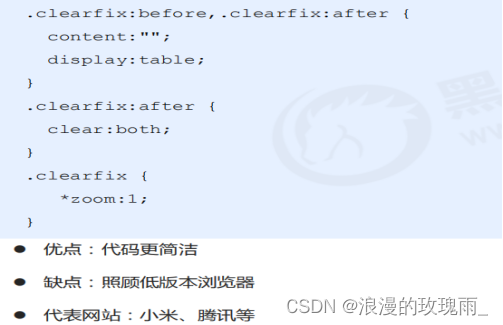 .clearfix:before,.clearfix:after {
content:"";
display:table;
}
.clearfix:after {
clear:both;
}
.clearfix {
*zoom:1;
}
● 优点：代码更简洁
● 缺点：照顾低版本浏览器
● 代表网站：小米、腾讯等
黑
ww
CSDN @浪漫的玫瑰雨_